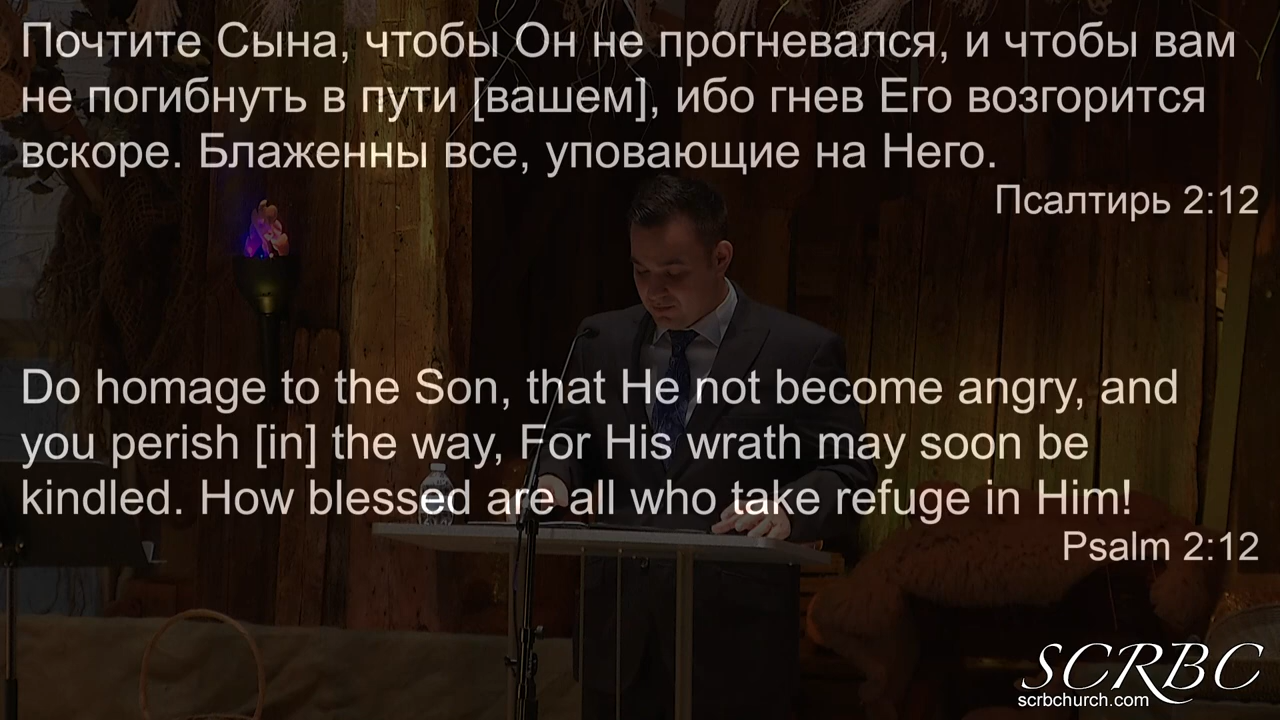 Почтите Сына, чтобы Он не прогневался, и чтобы вам
не погибнуть в пути [вашем], ибо гнев Его возгорится
вскоре. Блаженны все, уповающие на Него.
Псалтирь 2:12
Do homage to the Son, that He not become angry, and
you perish [in] the way, For His wrath may soon be
kindled. How blessed are all who take refuge in Him!
Psalm 2:12
SCRBC
scrbchurch.com